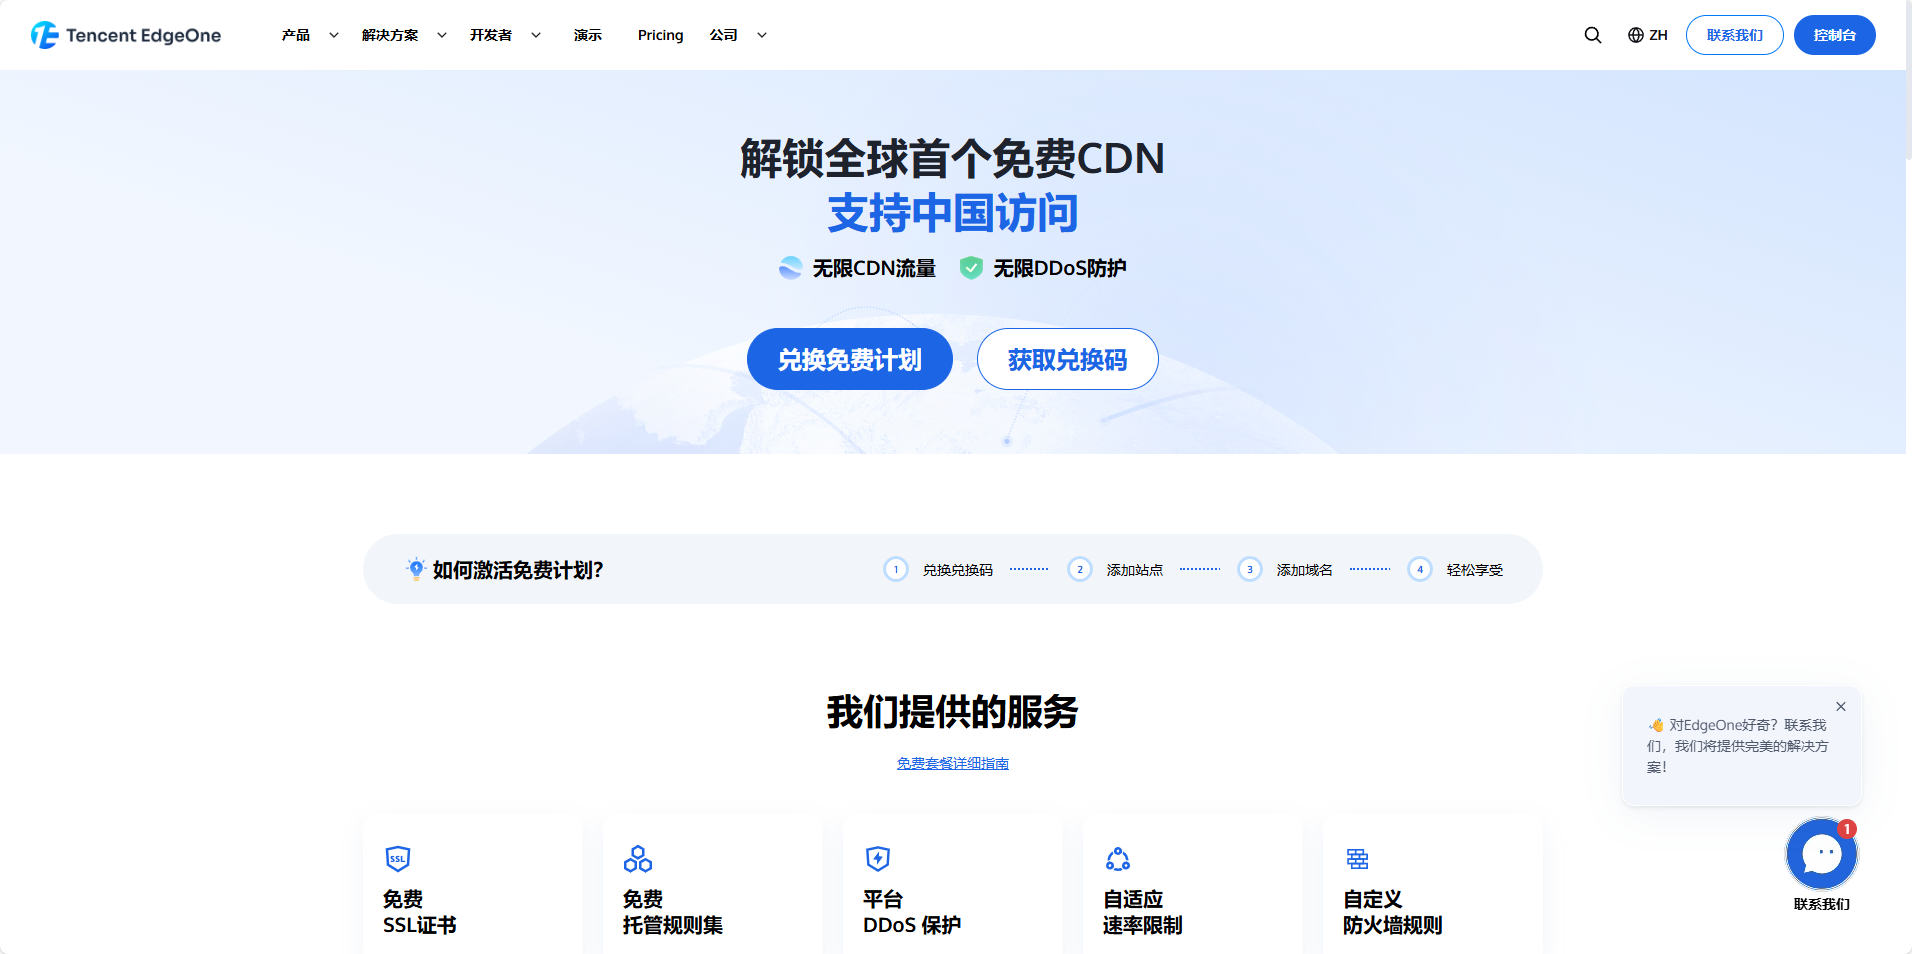 Tencent EdgeOne
产品
解决方案
开发者
演示
Pricing
公司
ZH
联系我们
控制台
解锁全球首个免费CDN
支持中国访问
无限CDN流量
无限DDoS防护
兑换免费计划
获取兑换码
如何激活免费计划?
1 兑换兑换码
2 添加站点
3 添加域名
4 轻松享受
我们提供的服务
免费套餐详细指南
SSL
免费
SSL证书
免费
托管规则集
平台
DDoS 保护
自适应
速率限制
自定义
防火墙规则
👋 对EdgeOne好奇？联系我
们，我们将提供完美的解决方
案！
1
联系我们